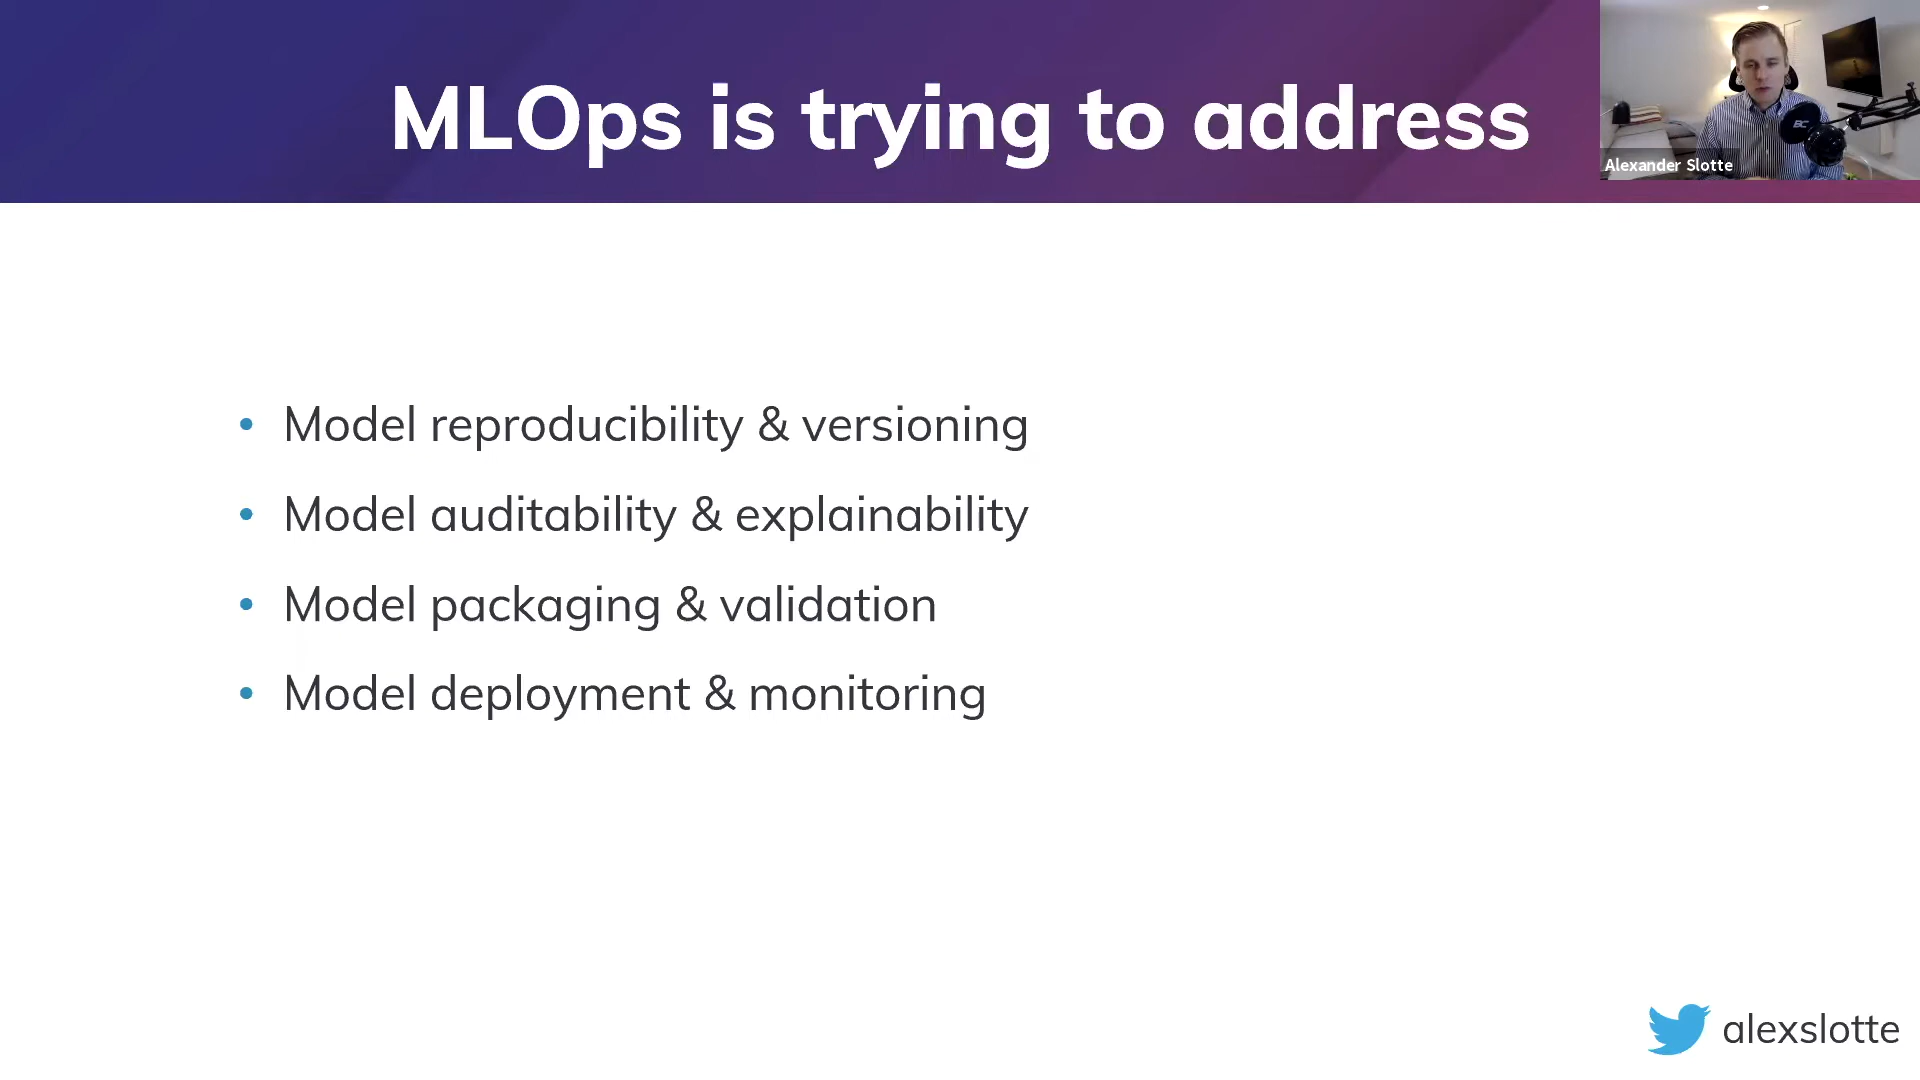 MLOps is trying to address
Alexander Slotte
• Model reproducibility & versioning
• Model auditability & explainability
• Model packaging & validation
• Model deployment & monitoring
alexslotte